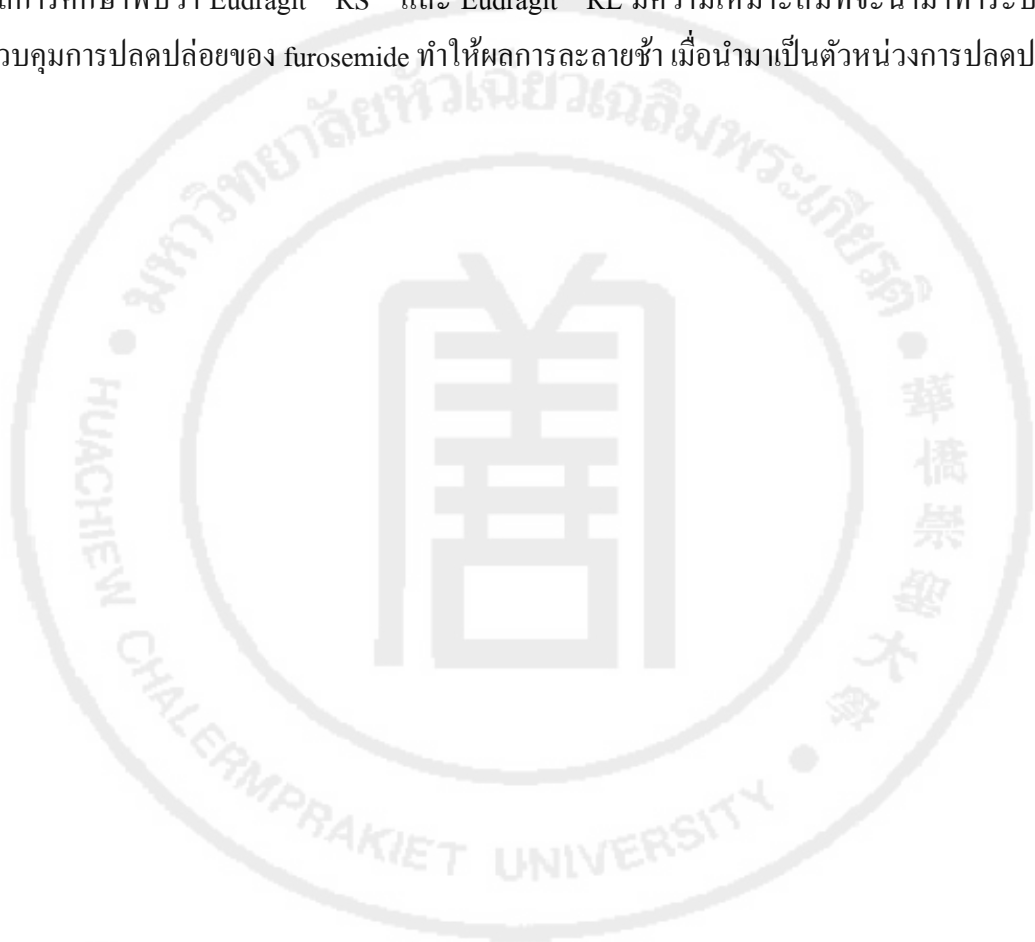 การศึกษาพบว่า Eudragit RS และ Eudragit RL มีความเหมาะสมที่จะนำมาทำระบ
วบคุมการปลดปล่อยของ furosemide ทำให้ผลการละลายช้า เมื่อนำมาเป็นตัวหน่วงการปลดป
มหาวิทยาลัยหัวเฉียวเฉลิมพระเกียรติ
華僑崇聖大學
HUACHIEW CHALERMPRAKIET UNIVERSITY